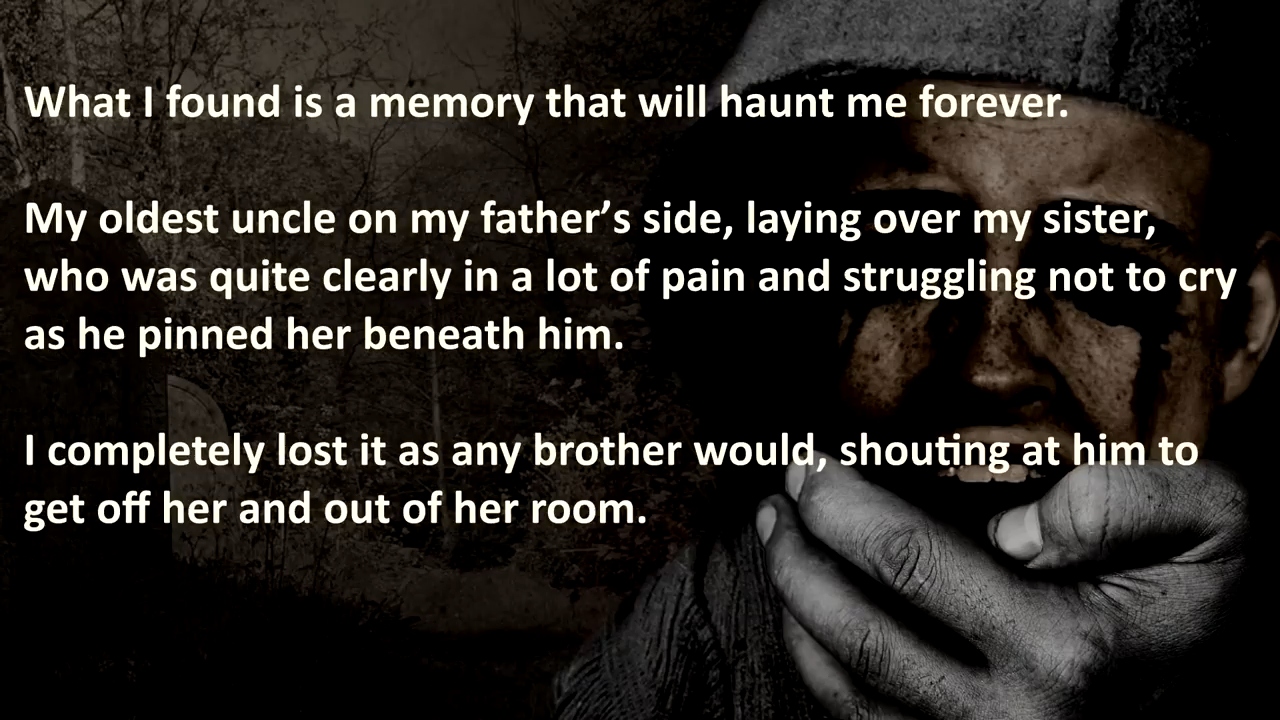 What I found is a memory that will haunt me forever.
My oldest uncle on my father’s side, laying over my sister,
who was quite clearly in a lot of pain and struggling not to cry
as he pinned her beneath him.
I completely lost it as any brother would, shouting at him to
get off her and out of her room.